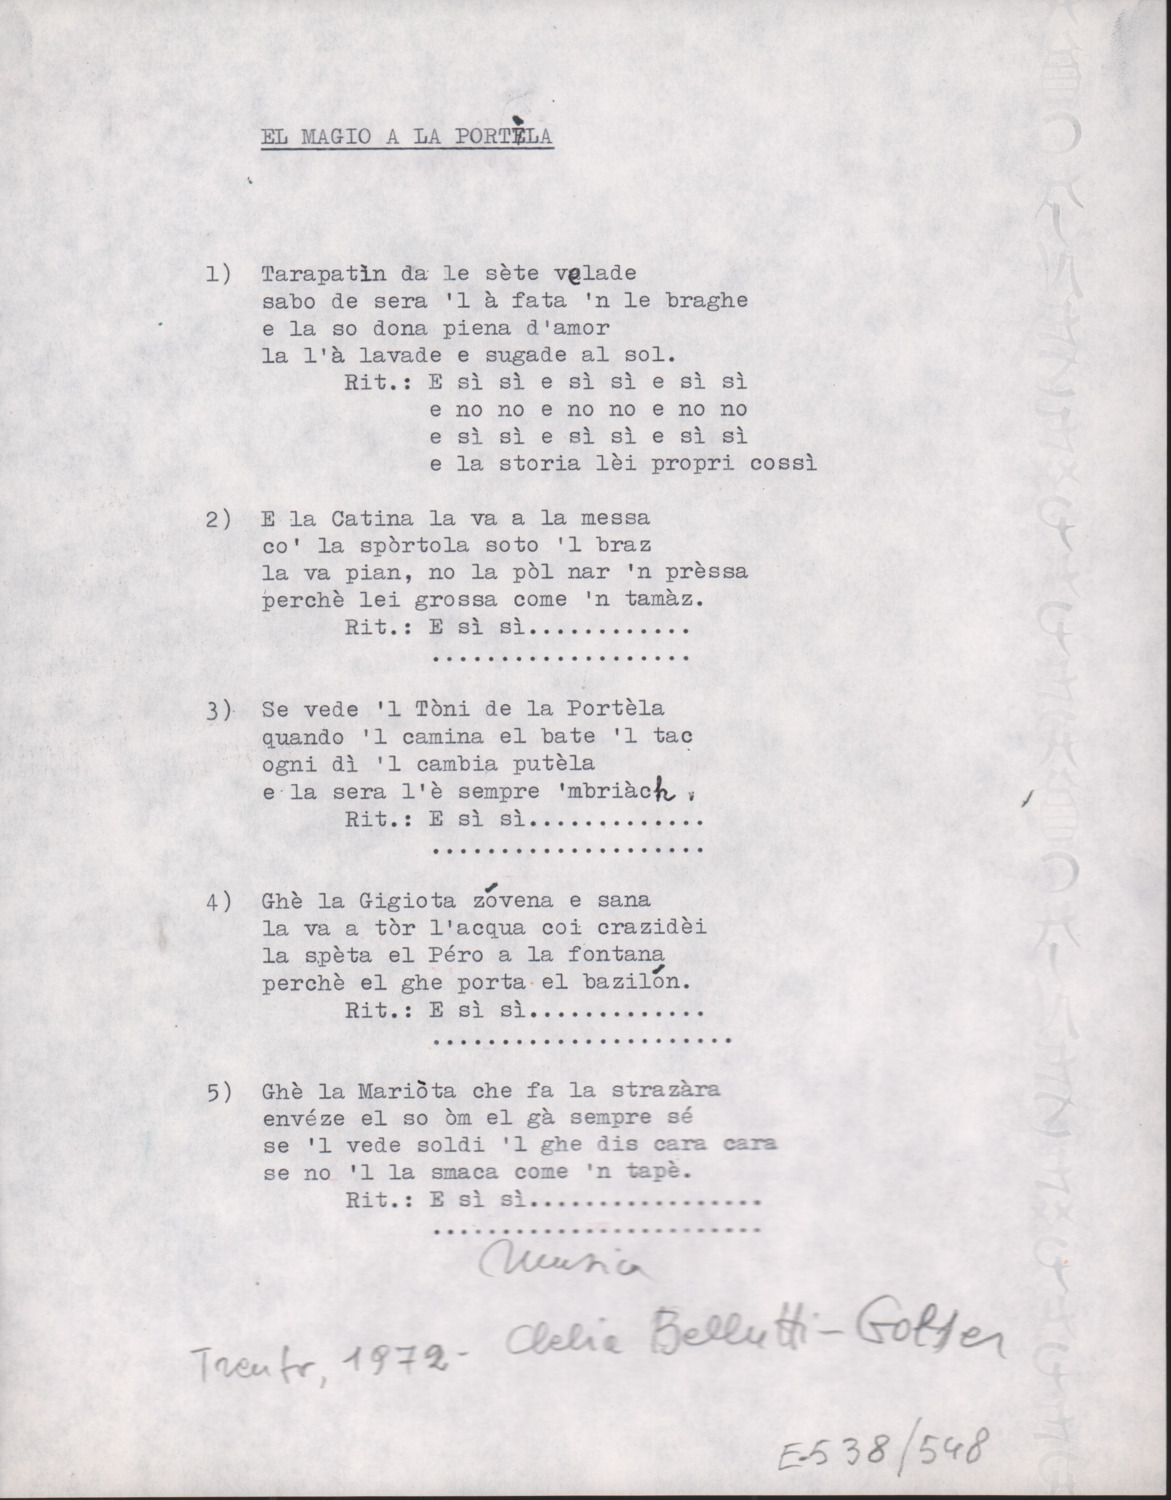 EL MAGIO A LA PORTÈLA
1) Tarapatìn da le sète velade
sabo de sera 'l à fata 'n le braghe
e la so dona piena d'amor
la l'à lavade e sugade al sol.
Rit.: E sì sì e sì sì e sì sì
e no no e no no e no no
e sì sì e sì sì e sì sì
e la storia lèi propri cossì
2) E la Catina la va a la messa
co' la spòrtola soto 'l braz
la va pian, no la pòl nar 'n prèssa
perchè lei grossa come 'n tamàz.
Rit.: E sì sì............
...................
3) Se vede 'l Tòni de la Portèla
quando 'l camina el bate 'l tac
ogni dì 'l cambia putèla
e la sera l'è sempre 'mbriàch.
Rit.: E sì sì.............
....................
4) Ghè la Gigiota zóvena e sana
la va a tòr l'acqua coi crazidèi
la spèta el Péro a la fontana
perchè el ghe porta el bazilón.
Rit.: E sì sì.............
......................
5) Ghè la Mariòta che fa la strazàra
envéze el so òm el gà sempre sé
se 'l vede soldi 'l ghe dis cara cara
se no 'l la smaca come 'n tapè.
Rit.: E sì sì.................
........................
Musica
Clelia Bellutti-Golser
Trento, 1972-
E-538/548